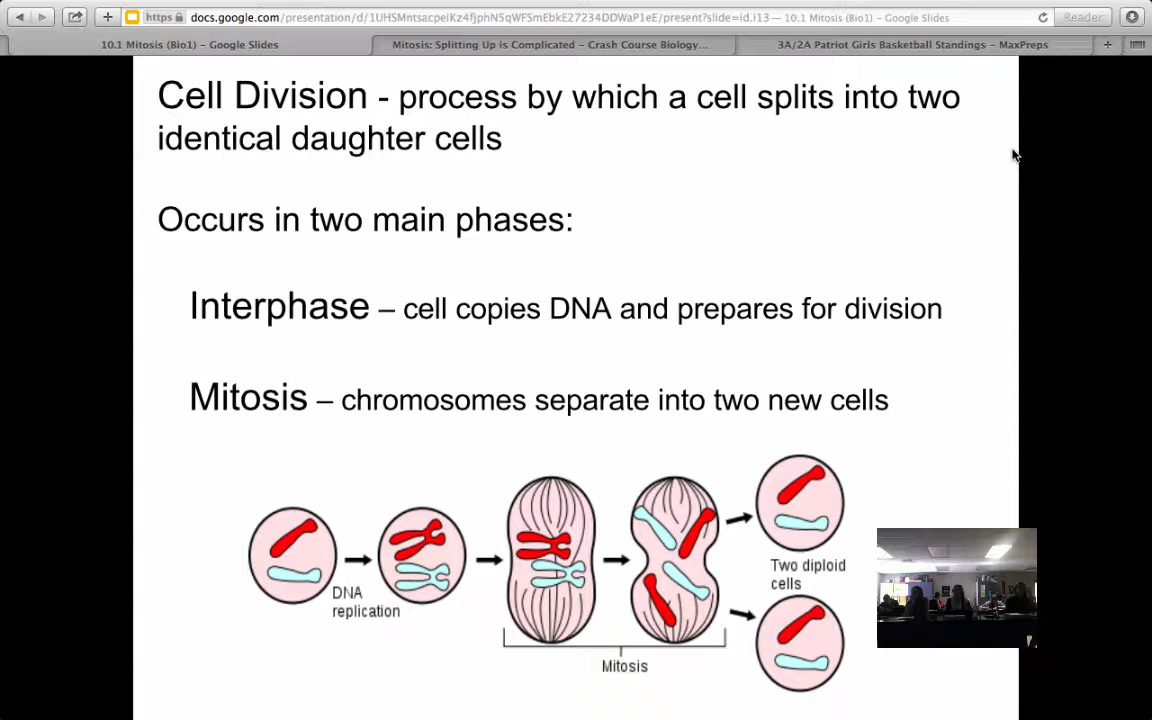 https docs.google.com/presentation/d/1UHSMntsacpeiKz4fjphN5qWFSmEbkE27234DDWaP1eE/present?slide=id.i13 — 10.1 Mitosis (Bio1) – Google Slides Reader
10.1 Mitosis (Bio1) – Google Slides Mitosis: Splitting Up is Complicated – Crash Course Biology... 3A/2A Patriot Girls Basketball Standings – MaxPreps
Cell Division - process by which a cell splits into two
identical daughter cells
Occurs in two main phases:
Interphase – cell copies DNA and prepares for division
Mitosis – chromosomes separate into two new cells
DNA
replication
Mitosis
Two diploid
cells